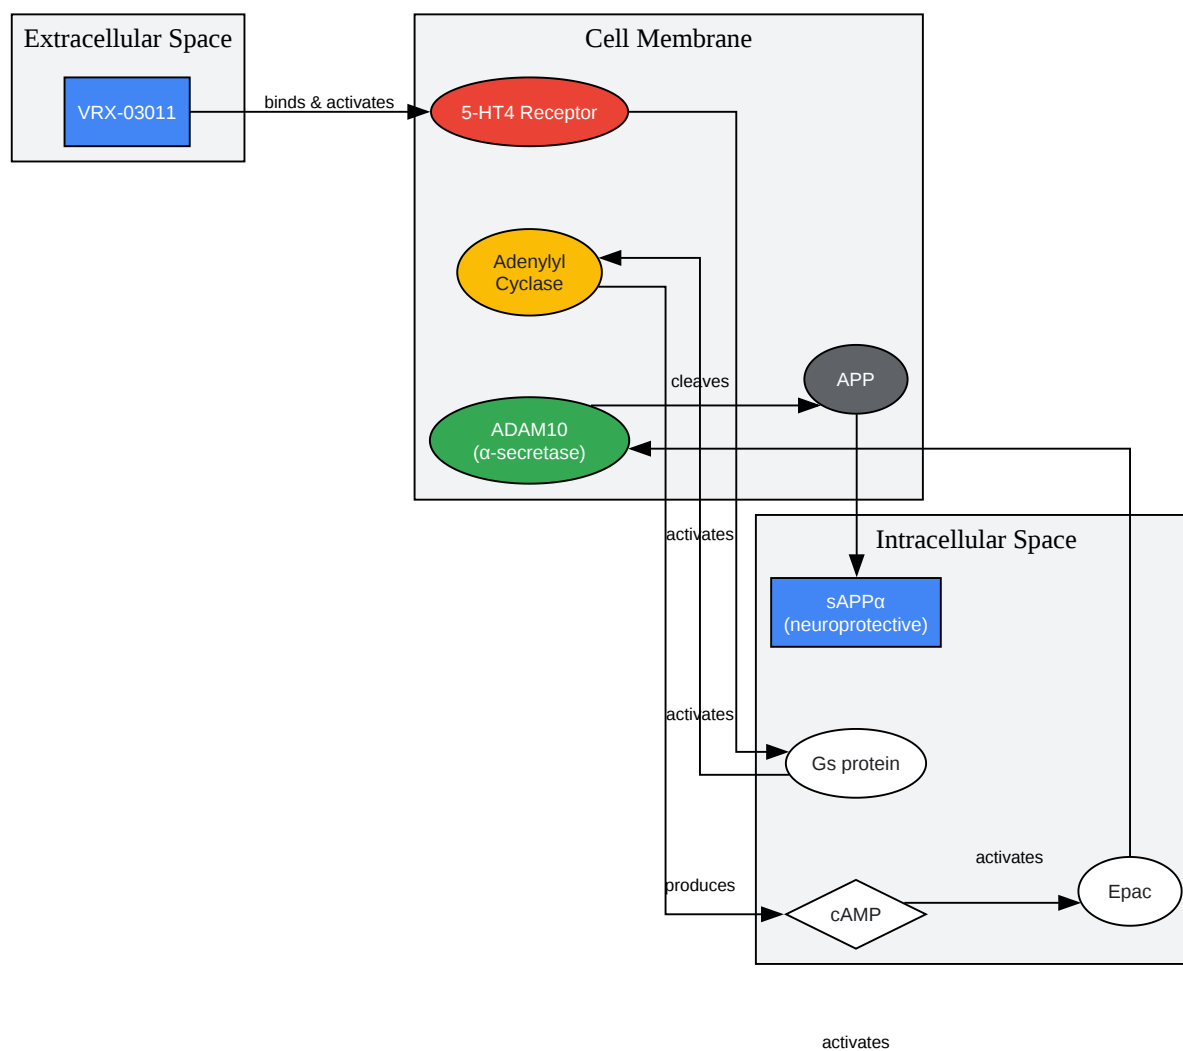 Extracellular Space
VRX-03011
binds & activates
Cell Membrane
5-HT4 Receptor
Adenylyl
Cyclase
cleaves
APP
ADAM10
(α-secretase)
activates
Intracellular Space
sAPPα
(neuroprotective)
activates
Gs protein
activates
produces
cAMP
Epac
activates